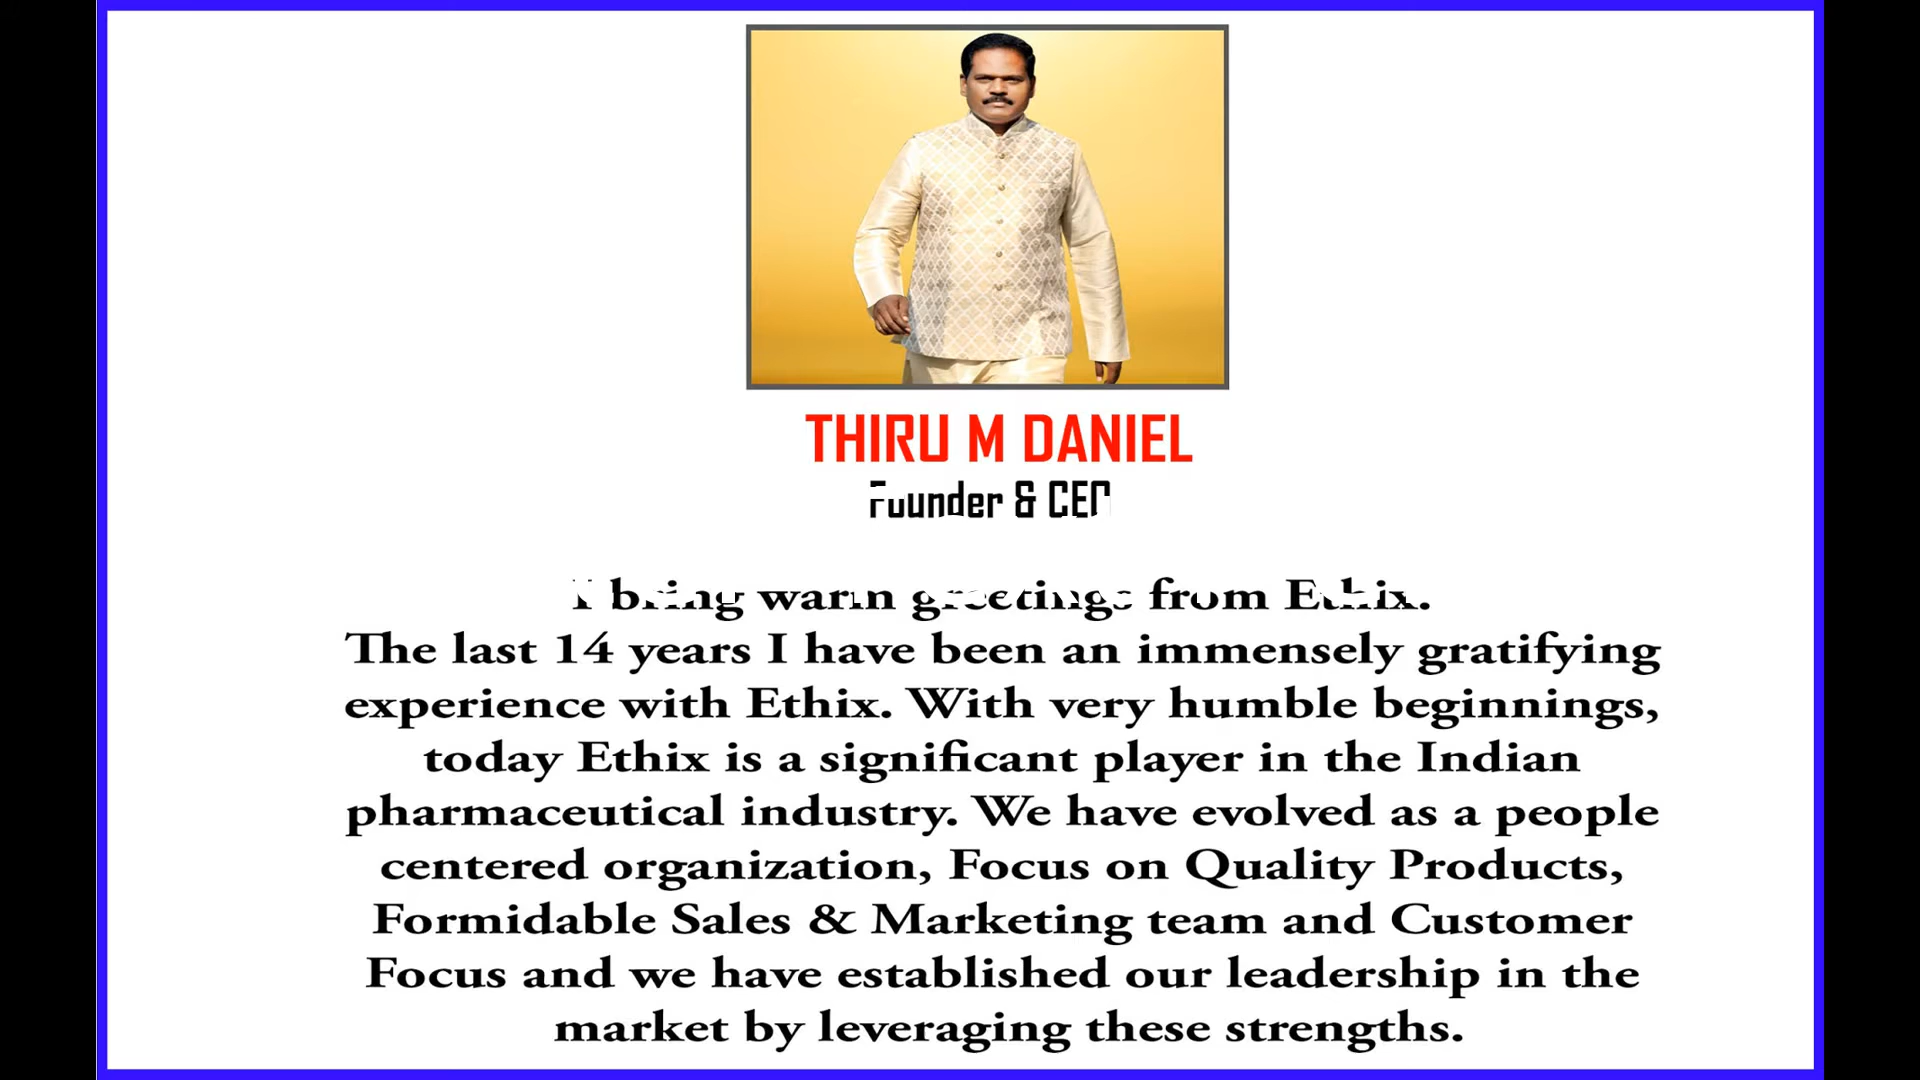 THIRU M DANIEL
Founder & CEO
I bring warm greetings from Ethix.
The last 14 years I have been an immensely gratifying
experience with Ethix. With very humble beginnings,
today Ethix is a significant player in the Indian
pharmaceutical industry. We have evolved as a people
centered organization, Focus on Quality Products,
Formidable Sales & Marketing team and Customer
Focus and we have established our leadership in the
market by leveraging these strengths.